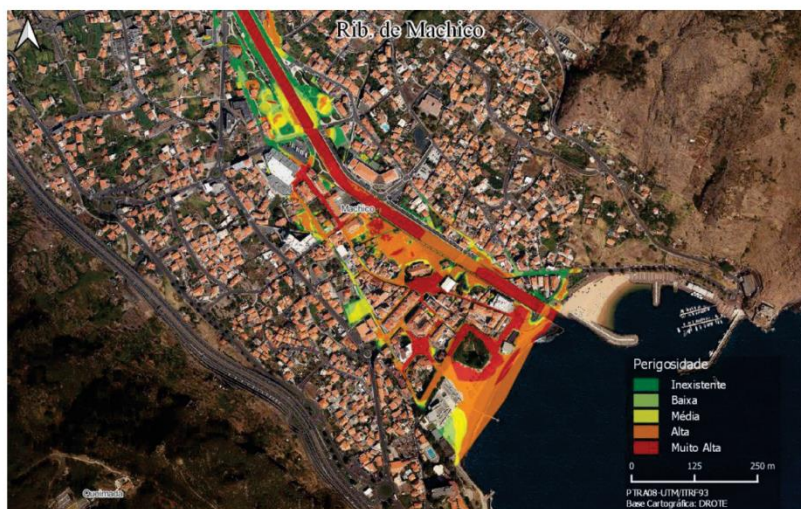 Rib. de Machico
Machico
Queimada
Perigosidade
Inexistente
Baixa
Média
Alta
Muito Alta
0 125 250 m
PTRA08-UTM/ITRF93
Base Cartográfica: DROTE